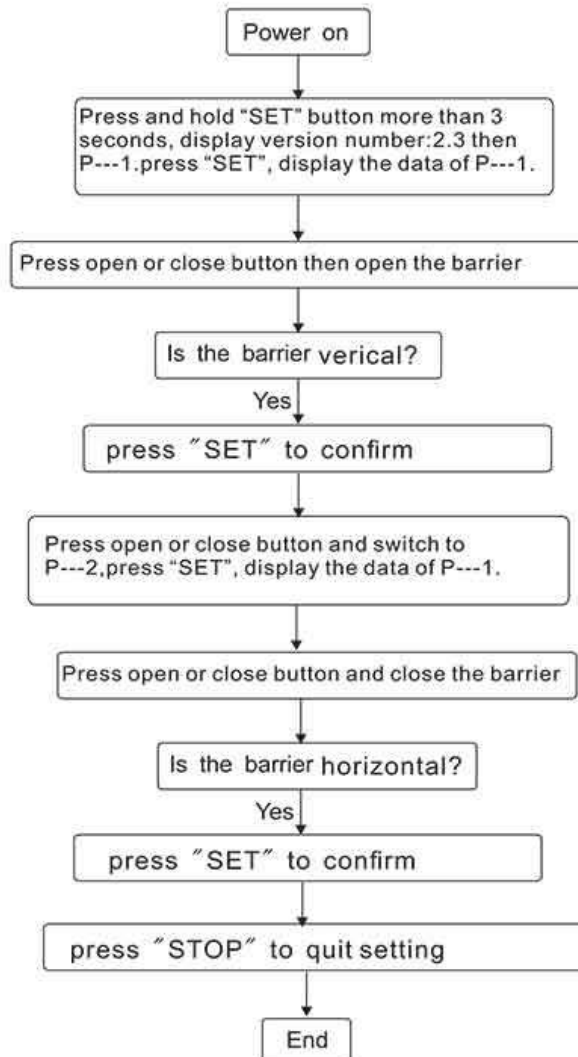 Power on
Press and hold “SET” button more than 3
seconds, display version number:2.3 then
P---1.press “SET”, display the data of P---1.
Press open or close button then open the barrier
Is the barrier verical?
Yes
press ″SET″ to confirm
Press open or close button and switch to
P---2,press “SET”, display the data of P---1.
Press open or close button and close the barrier
Is the barrier horizontal?
Yes
press ″SET″ to confirm
press ″STOP″ to quit setting
End